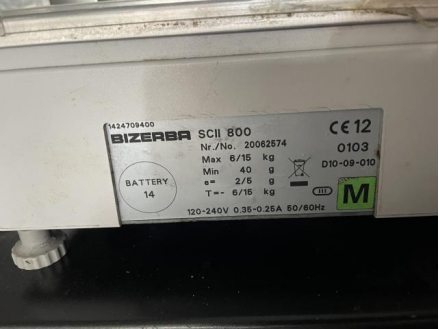 1424709400
BIZERBA SCII 800
Nr./No. 20062574
Max 6/15 kg
Min 40 g
e= 2/5 g
T=- 6/15 kg
BATTERY
14
CE 12
0103
D10-09-010
III
M
120-240V 0.35-0.25A 50/60Hz